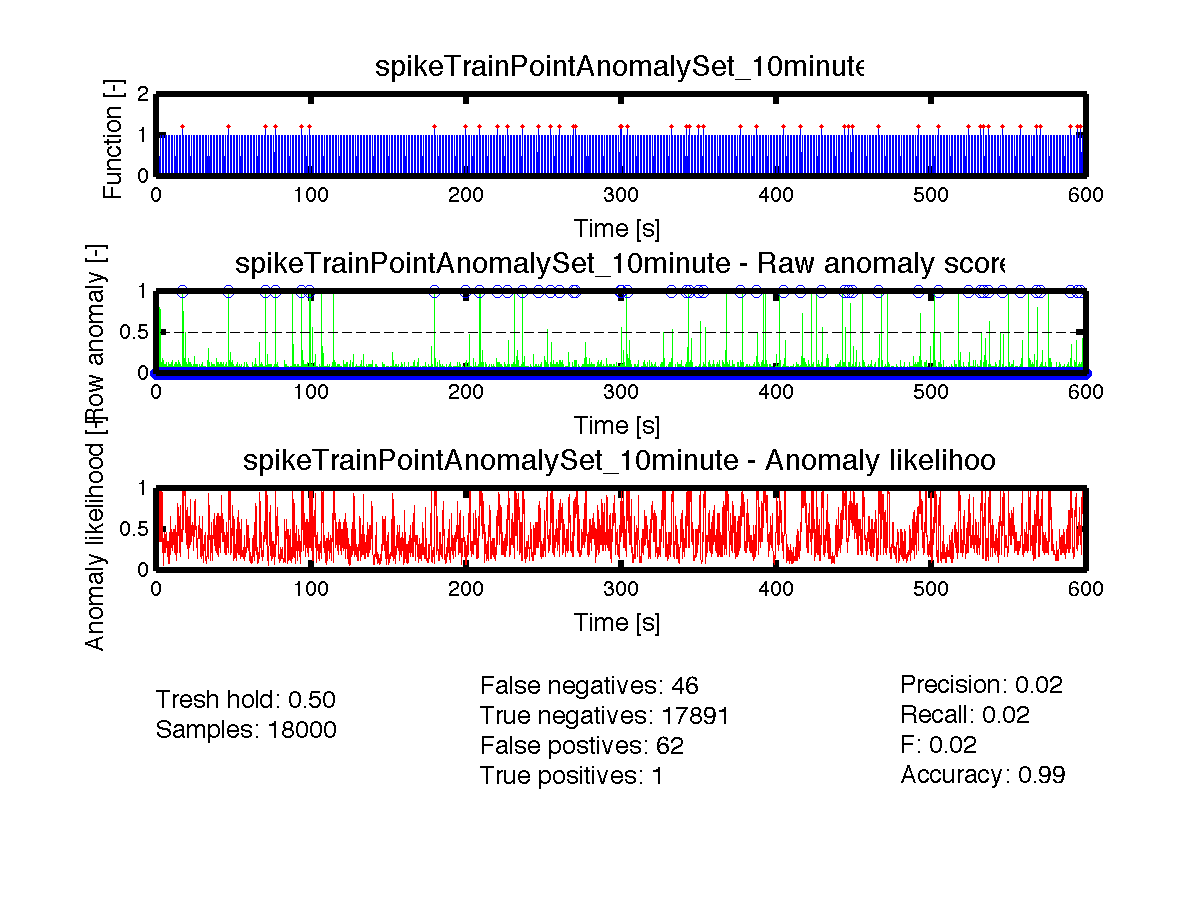 spikeTrainPointAnomalySet_10minute
Function [-]
2
1
0
0 100 200 300 400 500 600
Time [s]
spikeTrainPointAnomalySet_10minute - Raw anomaly score
Row anomaly [-]
1
0.5
0
0 100 200 300 400 500 600
Time [s]
spikeTrainPointAnomalySet_10minute - Anomaly likelihoo
Anomaly likelihood [-]
1
0.5
0
0 100 200 300 400 500 600
Time [s]
Tresh hold: 0.50
Samples: 18000
False negatives: 46
True negatives: 17891
False postives: 62
True positives: 1
Precision: 0.02
Recall: 0.02
F: 0.02
Accuracy: 0.99